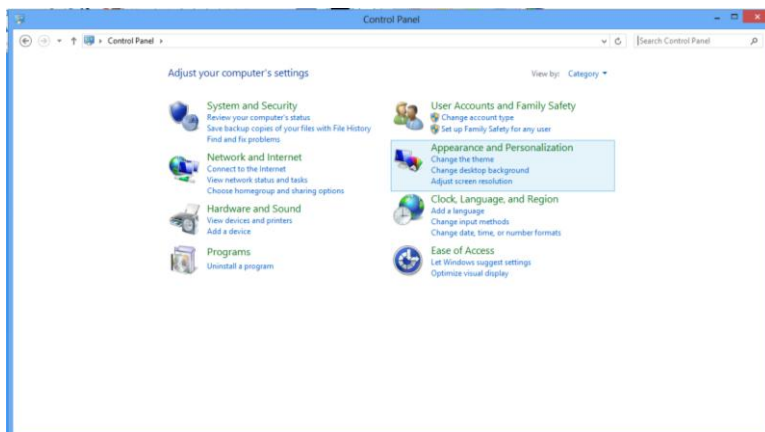 Control Panel
Control Panel
Search Control Panel
Adjust your computer's settings
View by: Category
System and Security
Review your computer's status
Save backup copies of your files with File History
Find and fix problems
Network and Internet
Connect to the Internet
View network status and tasks
Choose homegroup and sharing options
Hardware and Sound
View devices and printers
Add a device
Programs
Uninstall a program
User Accounts and Family Safety
Change account type
Set up Family Safety for any user
Appearance and Personalization
Change the theme
Change desktop background
Adjust screen resolution
Clock, Language, and Region
Add a language
Change input methods
Change date, time, or number formats
Ease of Access
Let Windows suggest settings
Optimize visual display